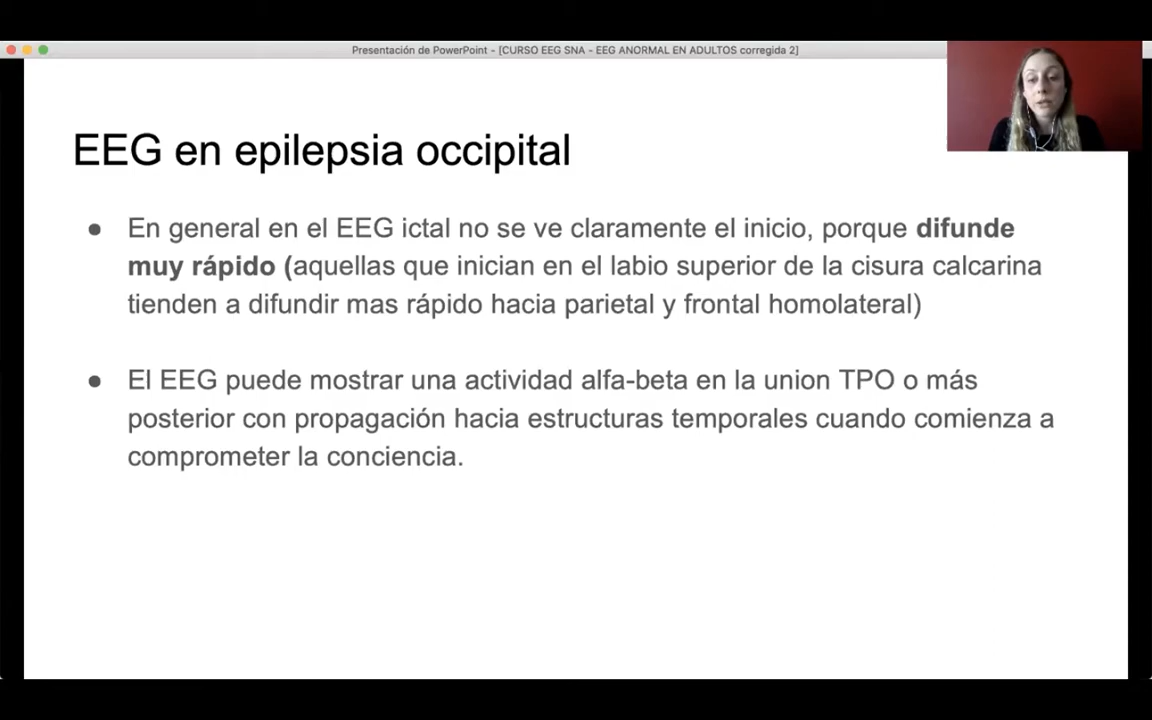 Presentación de PowerPoint - [CURSO EEG SNA - EEG ANORMAL EN ADULTOS corregida 2]
EEG en epilepsia occipital
● En general en el EEG ictal no se ve claramente el inicio, porque difunde
muy rápido (aquellas que inician en el labio superior de la cisura calcarina
tienden a difundir mas rápido hacia parietal y frontal homolateral)
● El EEG puede mostrar una actividad alfa-beta en la union TPO o más
posterior con propagación hacia estructuras temporales cuando comienza a
comprometer la conciencia.